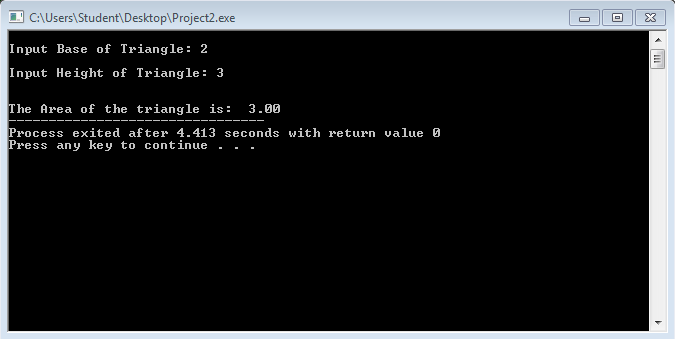 C:\Users\Student\Desktop\Project2.exe
Input Base of Triangle: 2
Input Height of Triangle: 3
The Area of the triangle is:  3.00
--------------------------------
Process exited after 4.413 seconds with return value 0
Press any key to continue . . .